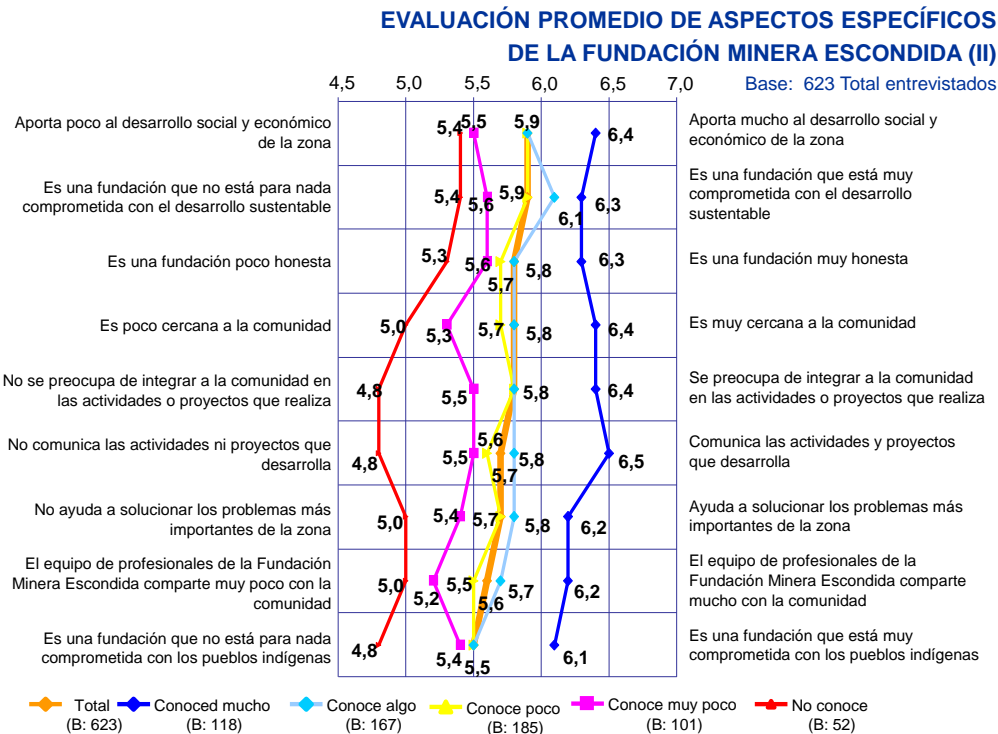 EVALUACIÓN PROMEDIO DE ASPECTOS ESPECÍFICOS
DE LA FUNDACIÓN MINERA ESCONDIDA (II)
Base: 623 Total entrevistados
4,5 5,0 5,5 6,0 6,5 7,0
Aporta poco al desarrollo social y económico
de la zona
5,4 5,5 5,9 6,4
Aporta mucho al desarrollo social y
económico de la zona
Es una fundación que no está para nada
comprometida con el desarrollo sustentable
5,4 5,6 5,9 6,1 6,3
Es una fundación que está muy
comprometida con el desarrollo
sustentable
Es una fundación poco honesta
5,3 5,6 5,7 5,8 6,3
Es una fundación muy honesta
Es poco cercana a la comunidad
5,0 5,3 5,7 5,8 6,4
Es muy cercana a la comunidad
No se preocupa de integrar a la comunidad en
las actividades o proyectos que realiza
4,8 5,5 5,8 6,4
Se preocupa de integrar a la comunidad
en las actividades o proyectos que realiza
No comunica las actividades ni proyectos que
desarrolla
4,8 5,5 5,6 5,7 5,8 6,5
Comunica las actividades y proyectos
que desarrolla
No ayuda a solucionar los problemas más
importantes de la zona
5,0 5,4 5,7 5,8 6,2
Ayuda a solucionar los problemas más
importantes de la zona
El equipo de profesionales de la Fundación
Minera Escondida comparte muy poco con la
comunidad
5,0 5,2 5,5 5,6 5,7 6,2
El equipo de profesionales de la
Fundación Minera Escondida comparte
mucho con la comunidad
Es una fundación que no está para nada
comprometida con los pueblos indígenas
4,8 5,4 5,5 6,1
Es una fundación que está muy
comprometida con los pueblos indígenas
Total Conoced mucho Conoce algo Conoce poco Conoce muy poco No conoce
(B: 623) (B: 118) (B: 167) (B: 185) (B: 101) (B: 52)